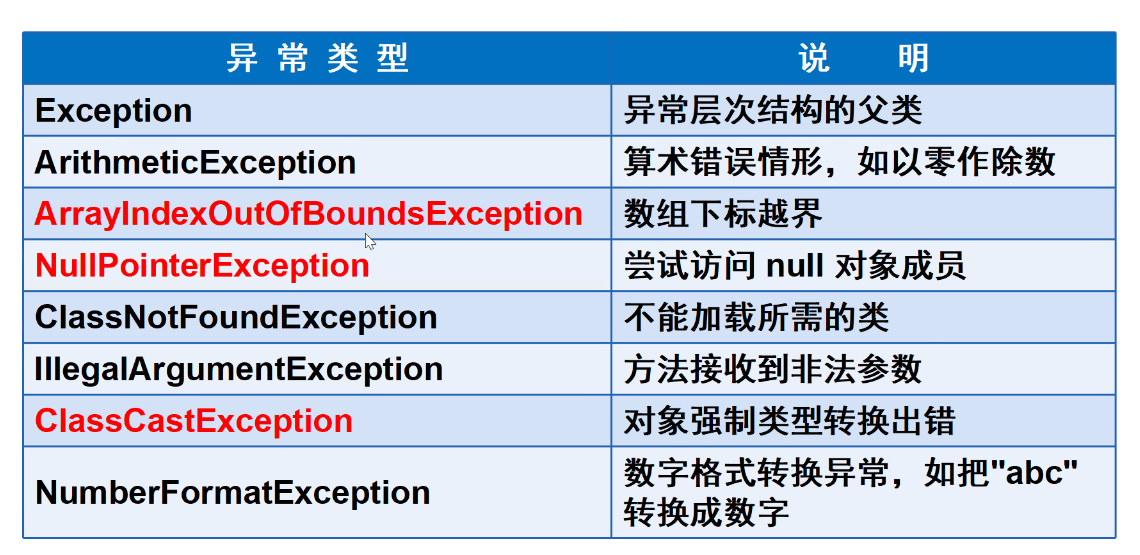 异 常 类 型
说 明
Exception
异常层次结构的父类
ArithmeticException
算术错误情形，如以零作除数
ArrayIndexOutOfBoundsException
数组下标越界
NullPointerException
尝试访问 null 对象成员
ClassNotFoundException
不能加载所需的类
IllegalArgumentException
方法接收到非法参数
ClassCastException
对象强制类型转换出错
NumberFormatException
数字格式转换异常，如把"abc"
转换成数字